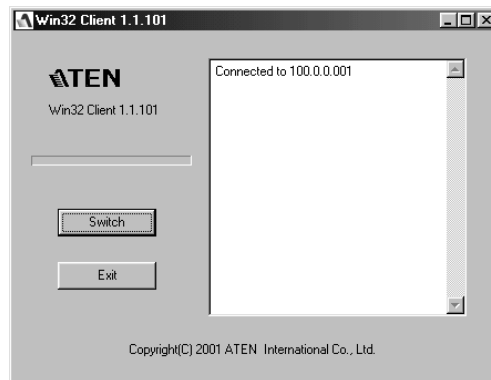 Win32 Client 1.1.101
ATEN
Win32 Client 1.1.101
Connected to 100.0.0.001
Switch
Exit
Copyright(C) 2001 ATEN International Co., Ltd.